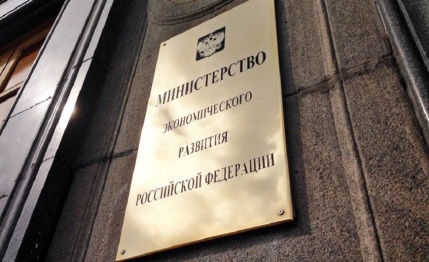 МИНИСТЕРСТВО
ЭКОНОМИЧЕСКОГО
РАЗВИТИЯ
РОССИЙСКОЙ ФЕДЕРАЦИИ